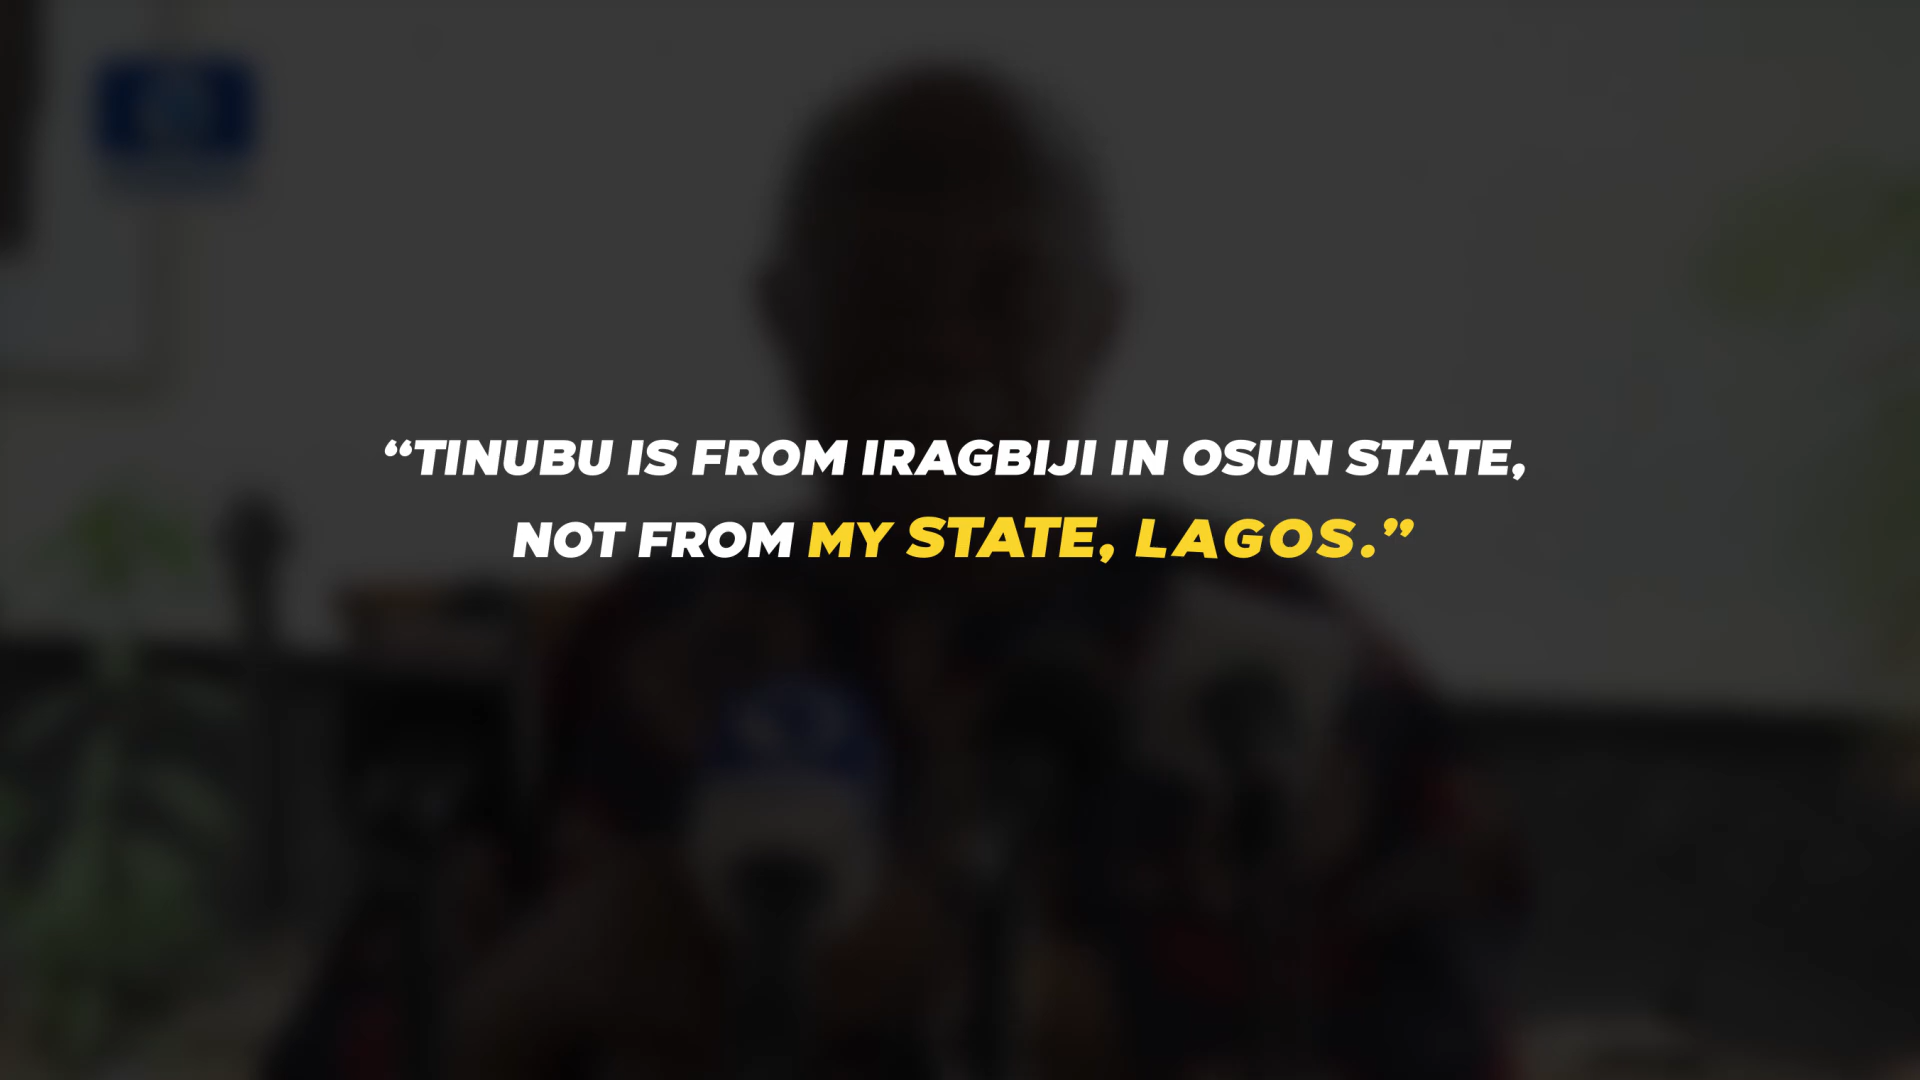 “TINUBU IS FROM IRAGBIJI IN OSUN STATE,
NOT FROM MY STATE, LAGOS.”